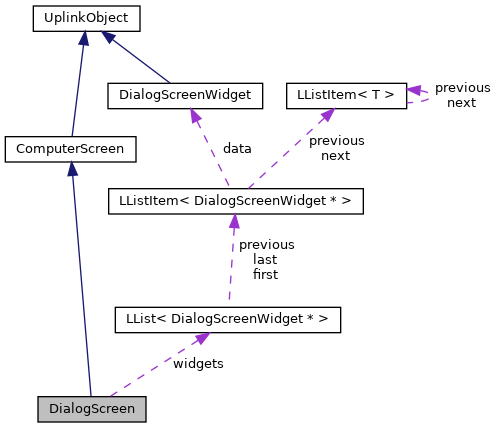 UplinkObject
DialogScreenWidget
LListItem< T >
previous
next
ComputerScreen
data
previous
next
LListItem< DialogScreenWidget * >
previous
last
first
LList< DialogScreenWidget * >
widgets
DialogScreen